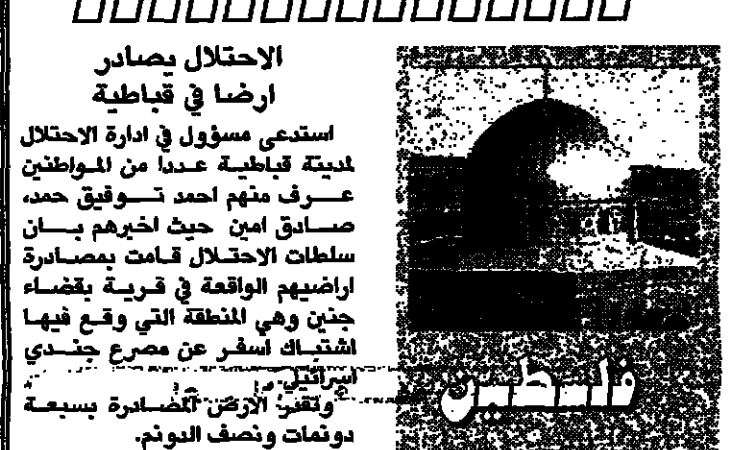 الاحتلال يصادر
ارضا في قباطية
استدعى مسؤول في ادارة الاحتلال
لمدينة قباطية عددا من المواطنين
عرف منهم احمد توفيق حمد،
صادق امين حيث اخبرهم بان
سلطات الاحتلال قامت بمصادرة
اراضيهم الواقعة في قرية بقضاء
جنين وهي المنطقة التي وقع فيها
اشتباك اسفر عن مصرع جندي
اسرائيلي.
وتقدر الارض المصادرة بسبعة
دونمات ونصف الدونم.
فلسطين